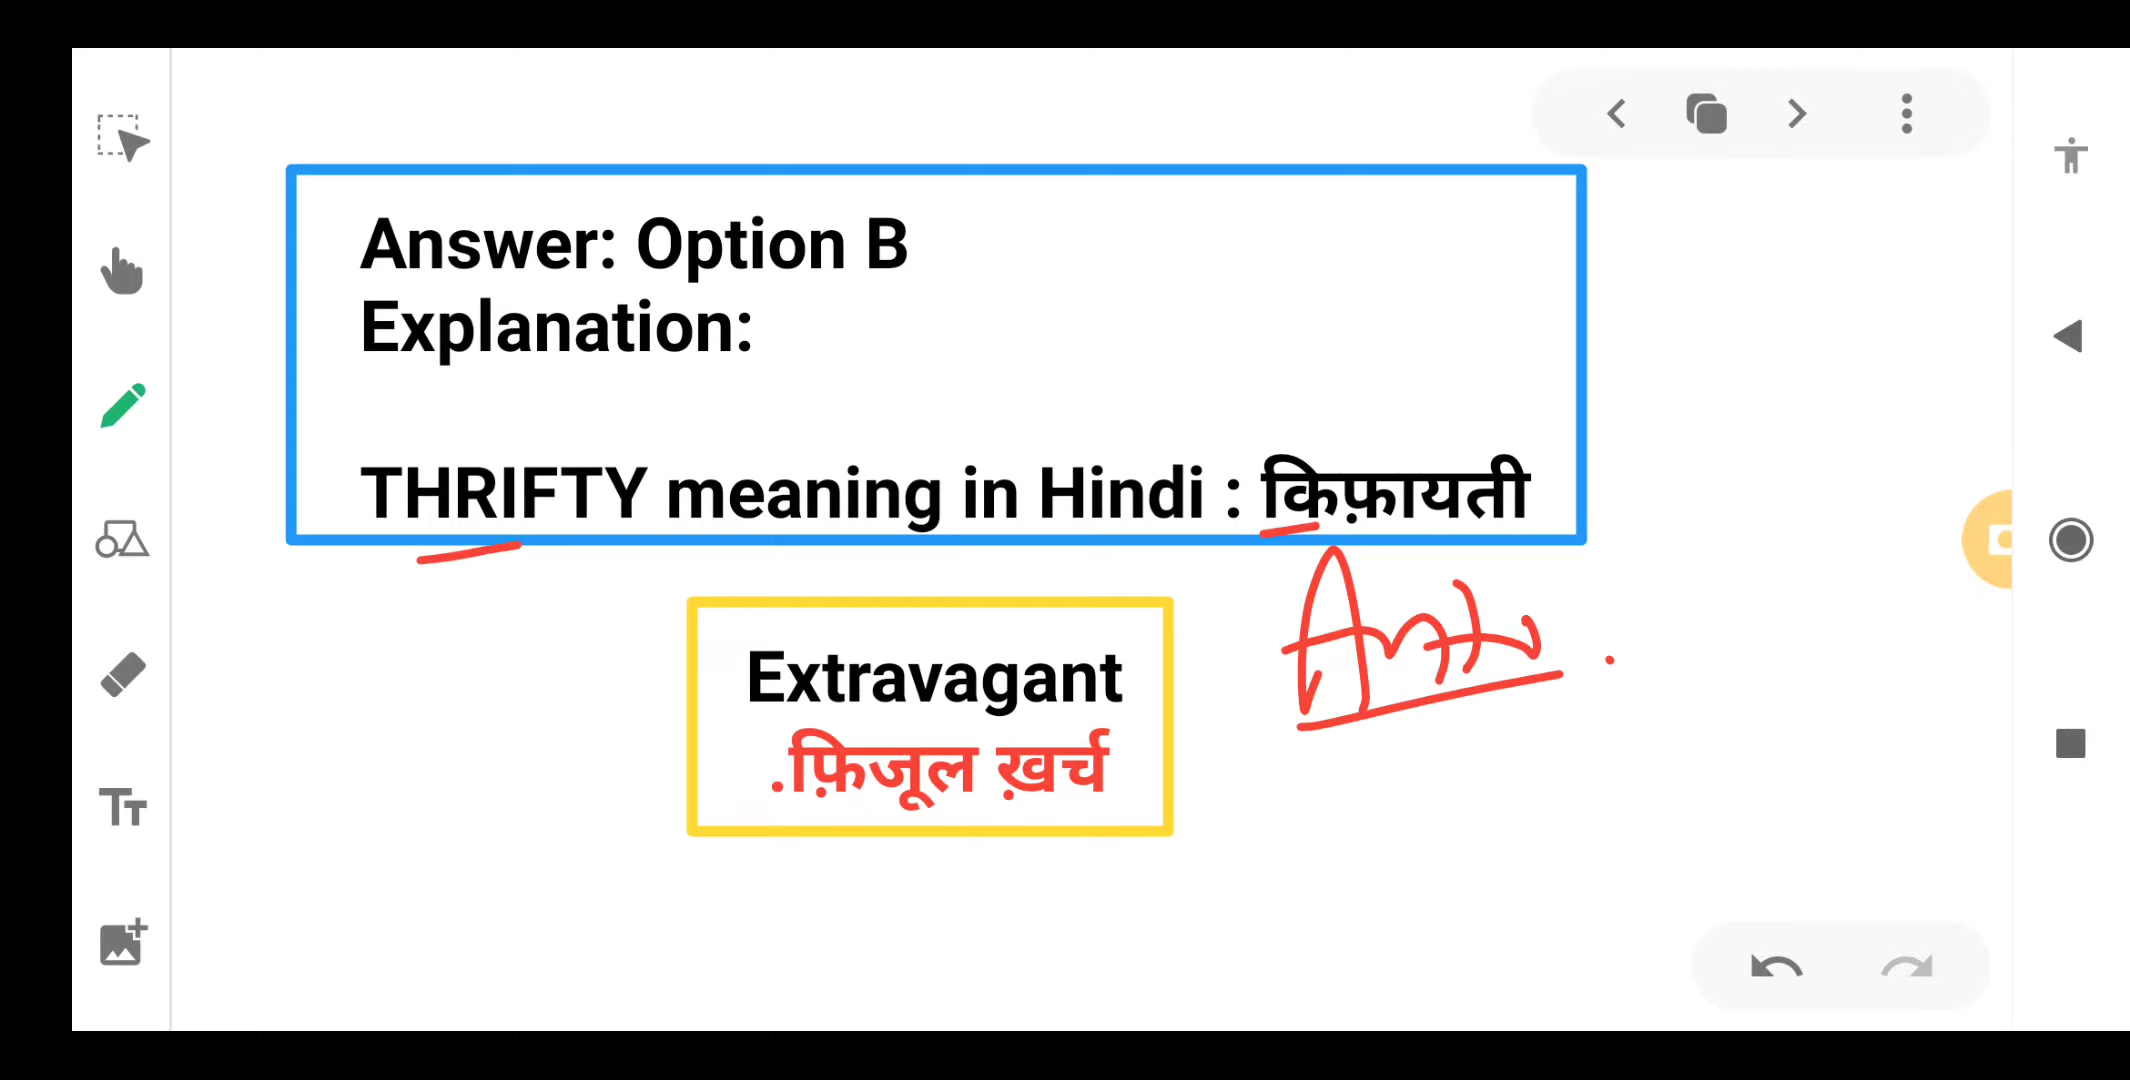 Answer: Option B
Explanation:
THRIFTY meaning in Hindi : किफ़ायती
Extravagant
.फ़िजूल ख़र्च